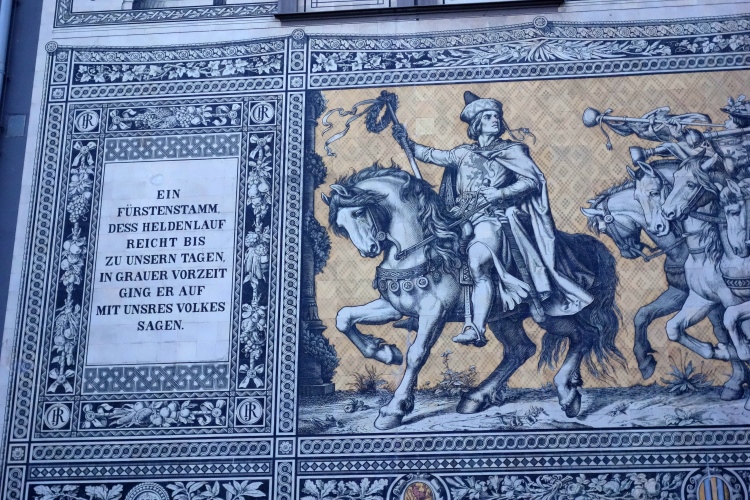 EIN
FÜRSTENSTAMM,
DESS HELDENLAUF
REICHT BIS
ZU UNSERN TAGEN,
IN GRAUER VORZEIT
GING ER AUF
MIT UNSRES VOLKES
SAGEN.